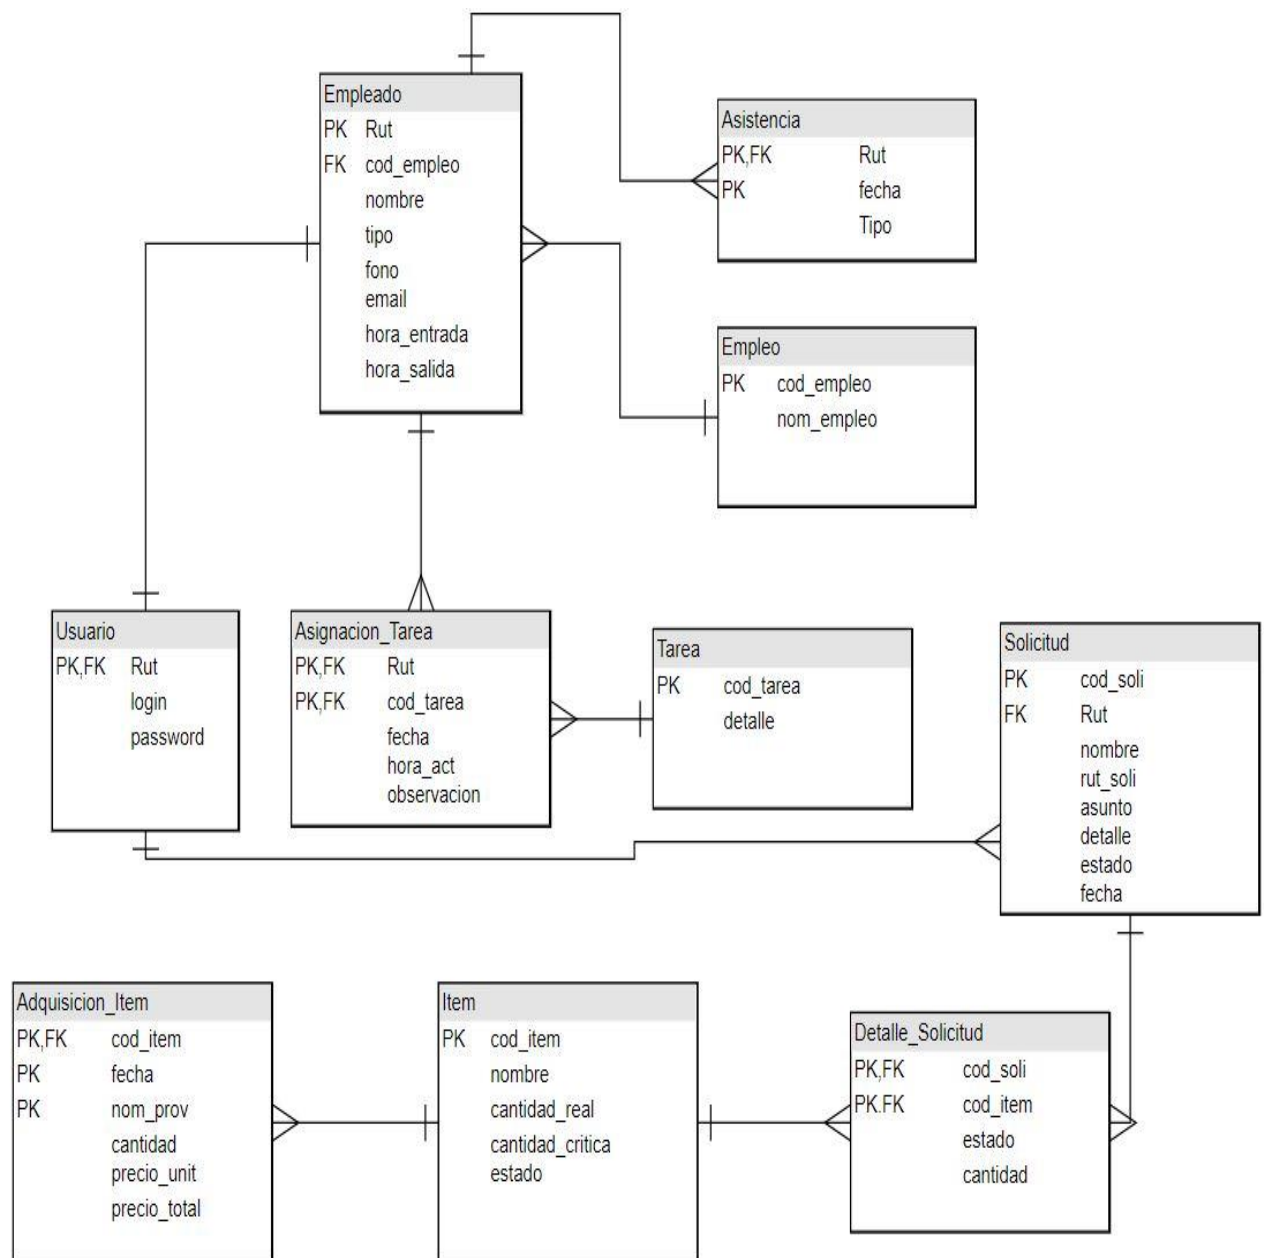 Empleado
PK Rut
FK cod_empleo
nombre
tipo
fono
email
hora_entrada
hora_salida
Asistencia
PK,FK Rut
PK fecha
Tipo
Empleo
PK cod_empleo
nom_empleo
Usuario
PK,FK Rut
login
password
Asignacion_Tarea
PK,FK Rut
PK,FK cod_tarea
fecha
hora_act
observacion
Tarea
PK cod_tarea
detalle
Solicitud
PK cod_soli
FK Rut
nombre
rut_soli
asunto
detalle
estado
fecha
Adquisicion_Item
PK,FK cod_item
PK fecha
PK nom_prov
cantidad
precio_unit
precio_total
Item
PK cod_item
nombre
cantidad_real
cantidad_critica
estado
Detalle_Solicitud
PK,FK cod_soli
PK.FK cod_item
estado
cantidad